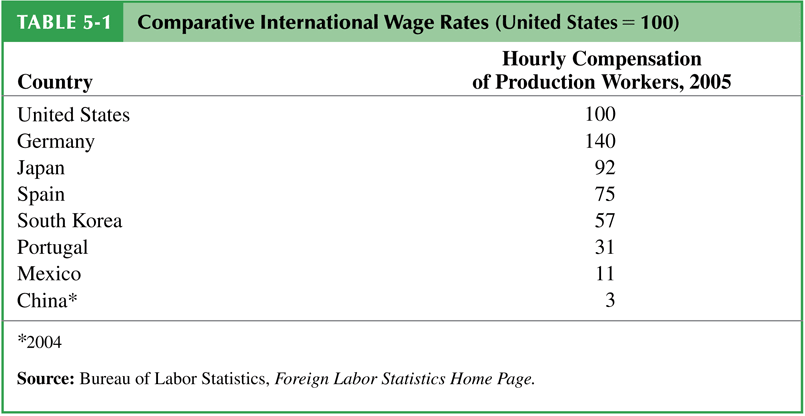 TABLE 5-1 Comparative International Wage Rates (United States = 100)
Hourly Compensation
Country of Production Workers, 2005
United States 100
Germany 140
Japan 92
Spain 75
South Korea 57
Portugal 31
Mexico 11
China* 3
*2004
Source: Bureau of Labor Statistics, Foreign Labor Statistics Home Page.